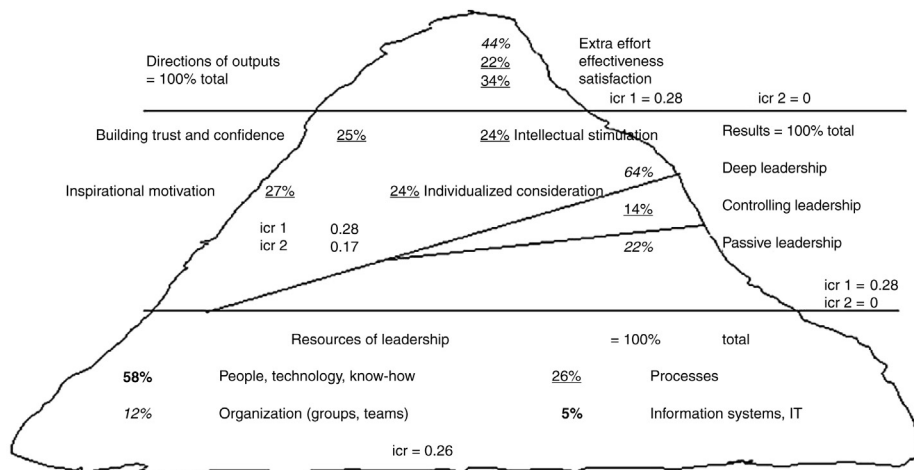 44% Extra effort
Directions of outputs 22% effectiveness
= 100% total 34% satisfaction
icr 1 = 0.28 icr 2 = 0
Building trust and confidence 25% 24% Intellectual stimulation Results = 100% total
64% Deep leadership
Inspirational motivation 27% 24% Individualized consideration
14% Controlling leadership
icr 1 0.28
icr 2 0.17 22% Passive leadership
icr 1 = 0.28
icr 2 = 0
Resources of leadership = 100% total
58% People, technology, know-how 26% Processes
12% Organization (groups, teams) 5% Information systems, IT
icr = 0.26